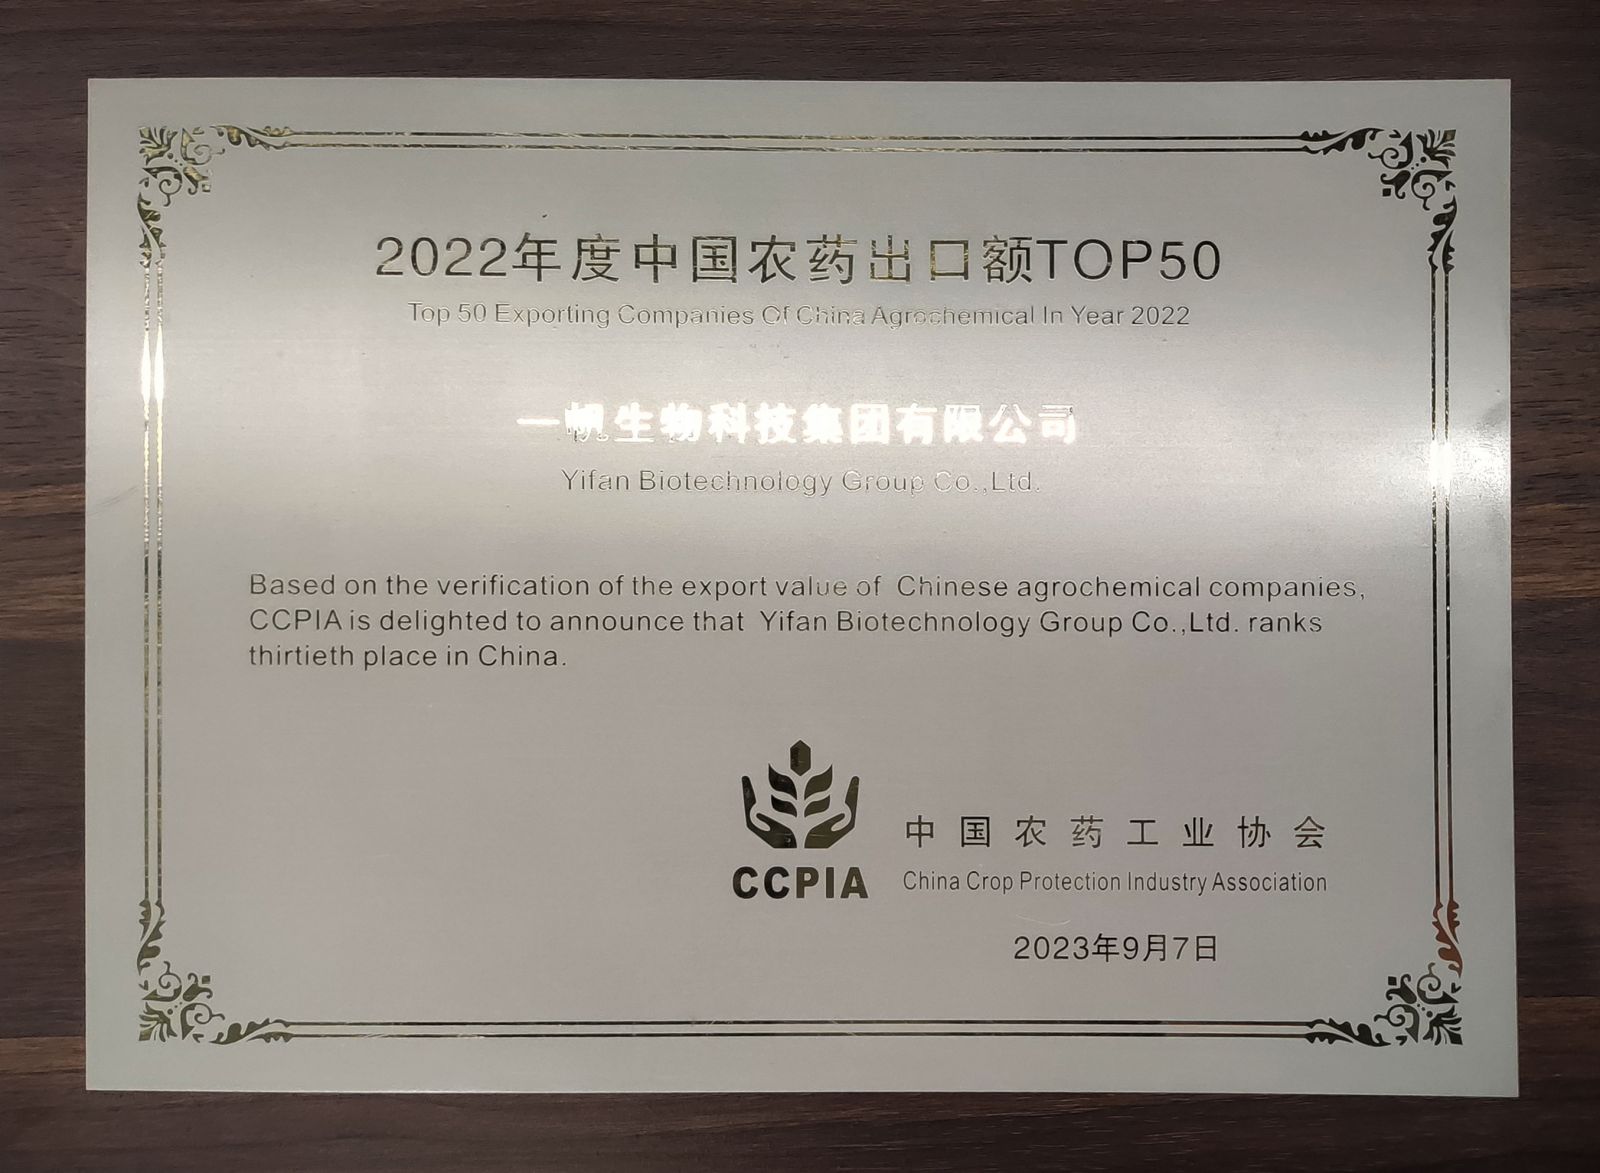 2022年度中国农药出口额TOP50
Top 50 Exporting Companies Of China Agrochemical In Year 2022
一帆生物科技集团有限公司
Yifan Biotechnology Group Co.,Ltd.
Based on the verification of the export value of Chinese agrochemical companies,
CCPIA is delighted to announce that Yifan Biotechnology Group Co.,Ltd. ranks
thirtieth place in China.
CCPIA
中国农药工业协会
China Crop Protection Industry Association
2023年9月7日